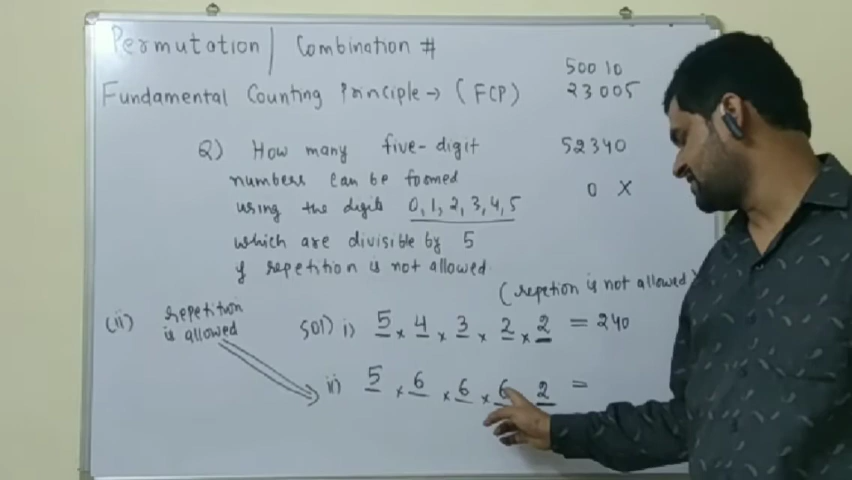 Permutation | Combination #
Fundamental Counting Principle → (FCP)
50010
23005
Q) How many five-digit
numbers can be formed
using the digits 0, 1, 2, 3, 4, 5
which are divisible by 5
if repetition is not allowed.
52340
0 X
(repetion is not allowed)
(ii) repetition
is allowed
Sol) i) 5 × 4 × 3 × 2 × 2 = 240
ii) 5 × 6 × 6 × 6 2 =